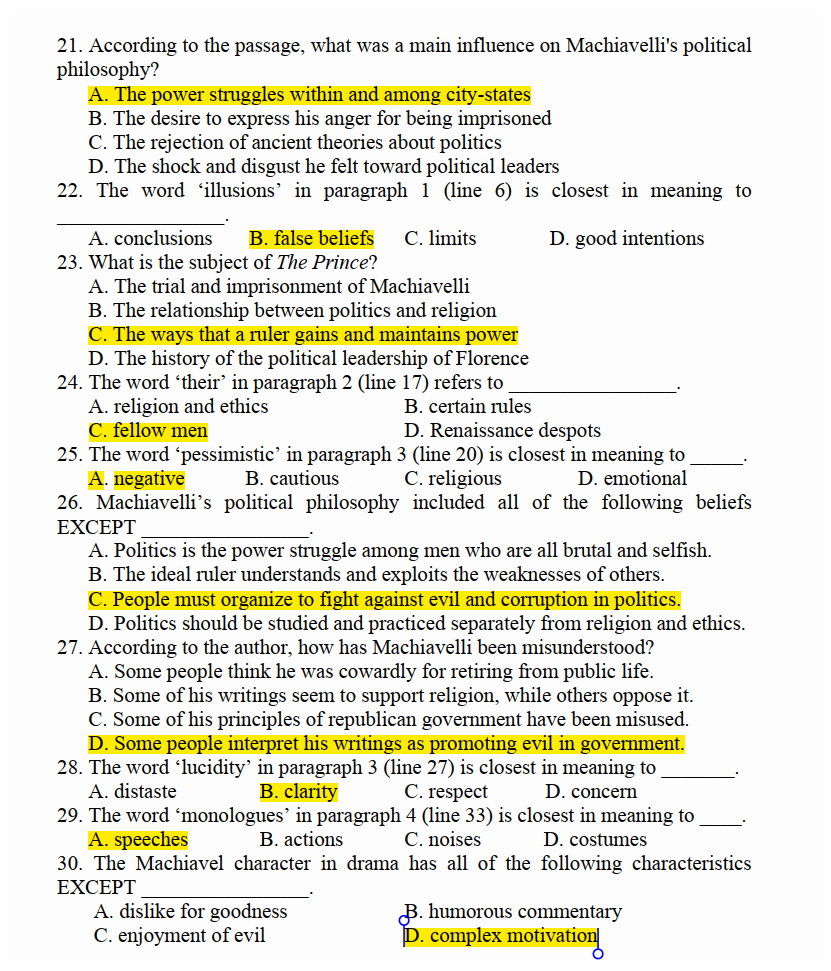 21. According to the passage, what was a main influence on Machiavelli's political
philosophy?
A. The power struggles within and among city-states
B. The desire to express his anger for being imprisoned
C. The rejection of ancient theories about politics
D. The shock and disgust he felt toward political leaders
22. The word ‘illusions’ in paragraph 1 (line 6) is closest in meaning to
________________.
A. conclusions B. false beliefs C. limits D. good intentions
23. What is the subject of The Prince?
A. The trial and imprisonment of Machiavelli
B. The relationship between politics and religion
C. The ways that a ruler gains and maintains power
D. The history of the political leadership of Florence
24. The word ‘their’ in paragraph 2 (line 17) refers to ________________.
A. religion and ethics B. certain rules
C. fellow men D. Renaissance despots
25. The word ‘pessimistic’ in paragraph 3 (line 20) is closest in meaning to _____.
A. negative B. cautious C. religious D. emotional
26. Machiavelli’s political philosophy included all of the following beliefs
EXCEPT ________________.
A. Politics is the power struggle among men who are all brutal and selfish.
B. The ideal ruler understands and exploits the weaknesses of others.
C. People must organize to fight against evil and corruption in politics.
D. Politics should be studied and practiced separately from religion and ethics.
27. According to the author, how has Machiavelli been misunderstood?
A. Some people think he was cowardly for retiring from public life.
B. Some of his writings seem to support religion, while others oppose it.
C. Some of his principles of republican government have been misused.
D. Some people interpret his writings as promoting evil in government.
28. The word ‘lucidity’ in paragraph 3 (line 27) is closest in meaning to _______.
A. distaste B. clarity C. respect D. concern
29. The word ‘monologues’ in paragraph 4 (line 33) is closest in meaning to ____.
A. speeches B. actions C. noises D. costumes
30. The Machiavel character in drama has all of the following characteristics
EXCEPT ________________.
A. dislike for goodness B. humorous commentary
C. enjoyment of evil D. complex motivation